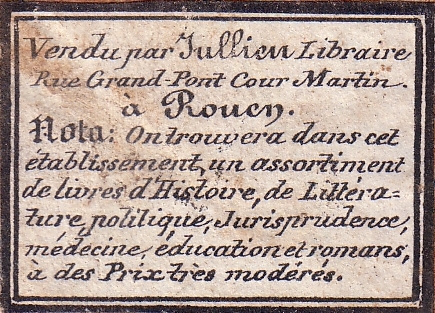 Vendu par Jullien Libraire
Rue Grand Pont Cour Martin.
à Rouen.
Nota: On trouvera dans cet
établissement, un assortiment
de livres d'Histoire, de Littéra=
ture, politique, Jurisprudence,
médecine, éducation et romans,
à des Prix très modérés.